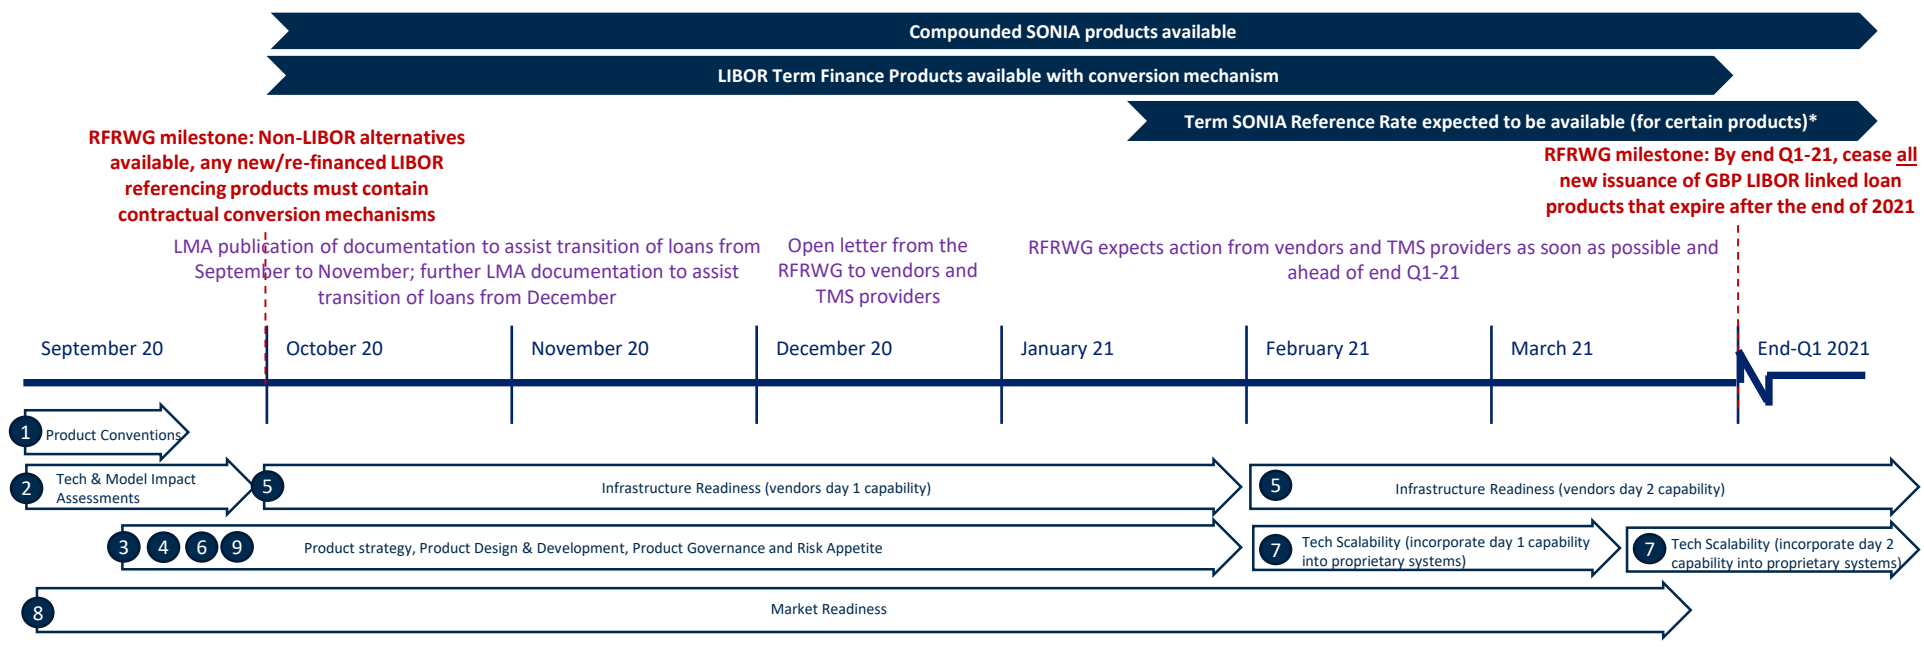 Compounded SONIA products available
LIBOR Term Finance Products available with conversion mechanism
Term SONIA Reference Rate expected to be available (for certain products)*
RFRWG milestone: Non-LIBOR alternatives
available, any new/re-financed LIBOR
referencing products must contain
contractual conversion mechanisms
RFRWG milestone: By end Q1-21, cease all
new issuance of GBP LIBOR linked loan
products that expire after the end of 2021
LMA publication of documentation to assist transition of loans from
September to November; further LMA documentation to assist
transition of loans from December
Open letter from the
RFRWG to vendors and
TMS providers
RFRWG expects action from vendors and TMS providers as soon as possible and
ahead of end Q1-21
September 20
October 20
November 20
December 20
January 21
February 21
March 21
End-Q1 2021
1
Product Conventions
2
Tech & Model Impact
Assessments
5
Infrastructure Readiness (vendors day 1 capability)
5
Infrastructure Readiness (vendors day 2 capability)
3 4 6 9
Product strategy, Product Design & Development, Product Governance and Risk Appetite
7
Tech Scalability (incorporate day 1 capability
into proprietary systems)
7
Tech Scalability (incorporate day 2
capability into proprietary systems)
8
Market Readiness